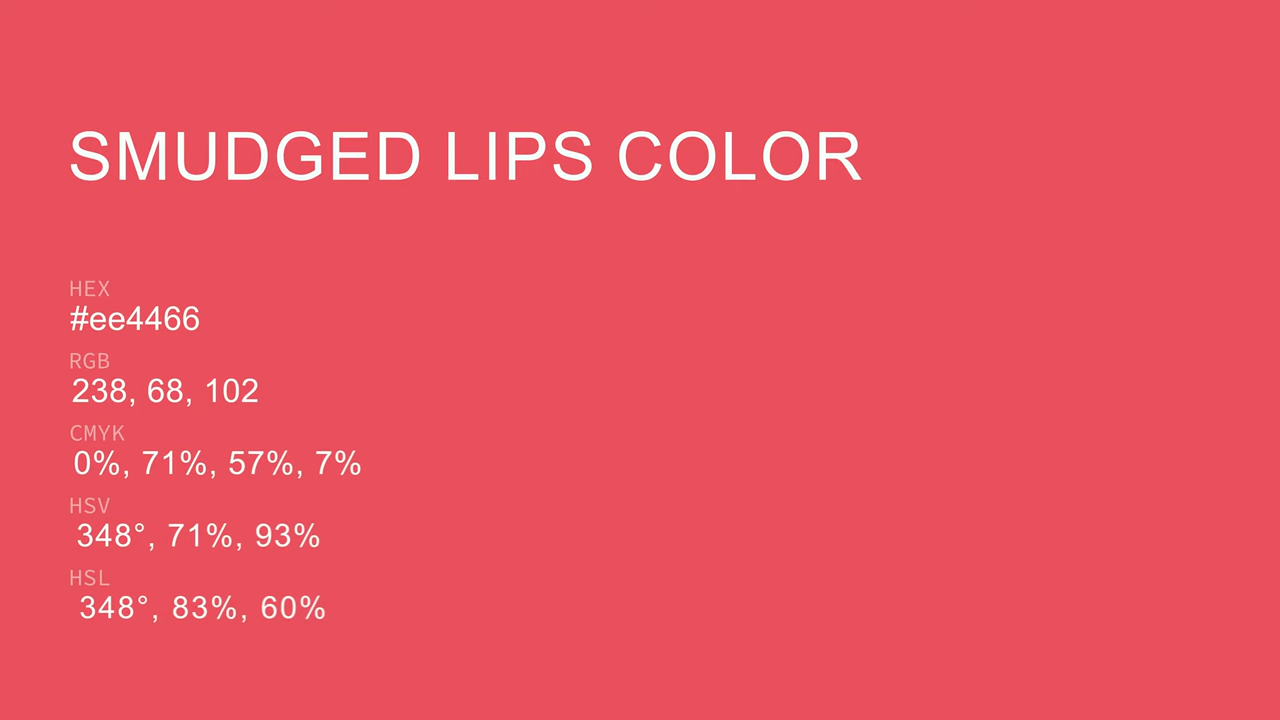 SMUDGED LIPS COLOR
HEX
#ee4466
RGB
238, 68, 102
CMYK
0%, 71%, 57%, 7%
HSV
348°, 71%, 93%
HSL
348°, 83%, 60%